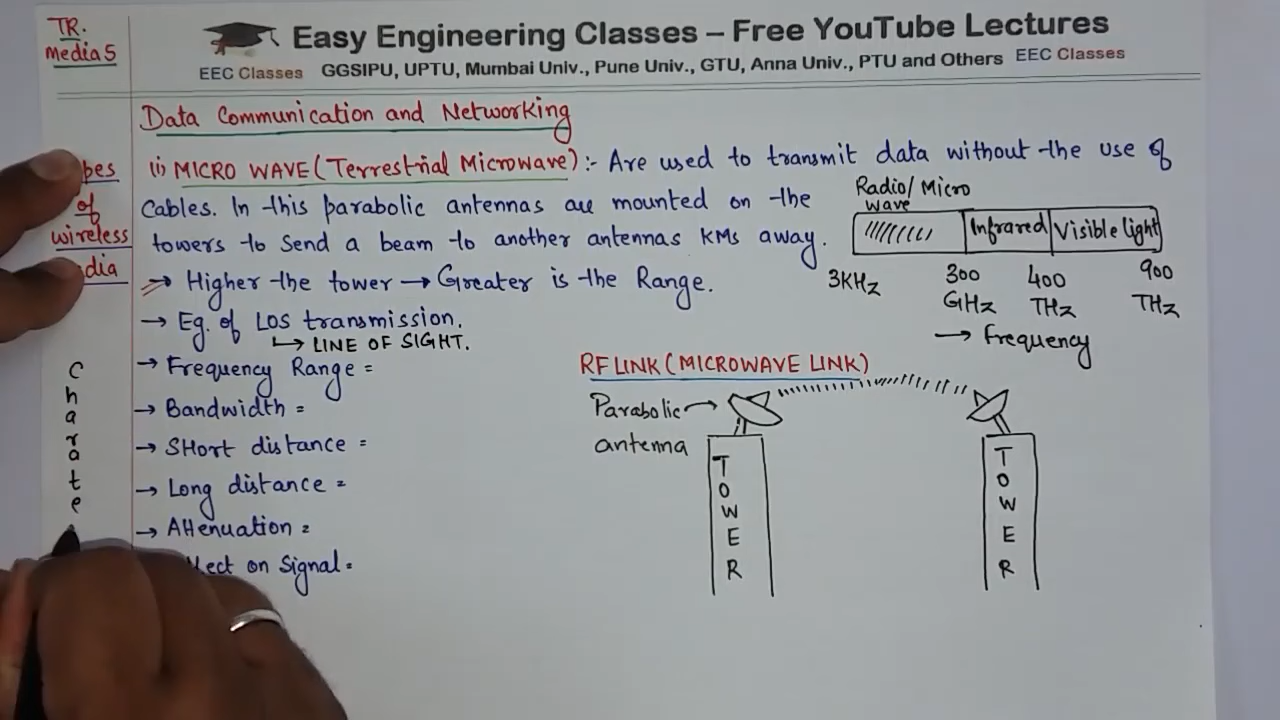 TR.
Media 5
Easy Engineering Classes – Free YouTube Lectures
EEC Classes GGSIPU, UPTU, Mumbai Univ., Pune Univ., GTU, Anna Univ., PTU and Others EEC Classes
Data Communication and Networking
pes
of
wireless
dia
(i) MICRO WAVE (Terrestrial Microwave) :- Are used to transmit data without the use of
Cables. In this parabolic antennas are mounted on the
towers to send a beam to another antennas KMs away.
→ Higher the tower → Greater is the Range.
→ Eg. of LOS transmission.
↳ LINE OF SIGHT.
→ Frequency Range =
→ Bandwidth =
→ SHort distance =
→ Long distance =
→ Attenuation =
on Signal =
Charate
Radio/Micro
wave
Infrared
Visible light
3KHz
300
GHz
400
THz
900
THz
→ Frequency
RF LINK (MICROWAVE LINK)
Parabolic →
antenna
TOWER
TOWER